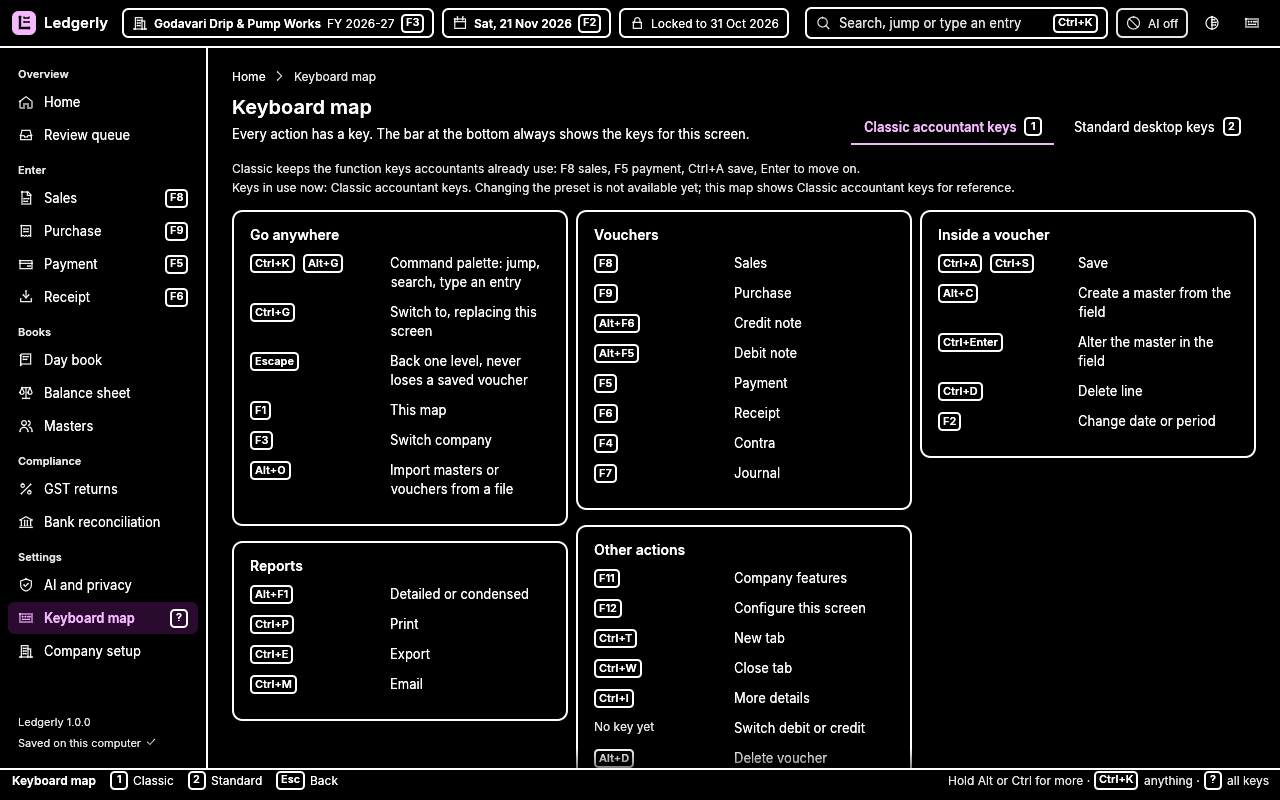 Ledgerly
Godavari Drip & Pump Works FY 2026-27 F3
Sat, 21 Nov 2026 F2
Locked to 31 Oct 2026
Search, jump or type an entry Ctrl+K
AI off
Overview
Home
Review queue
Enter
Sales F8
Purchase F9
Payment F5
Receipt F6
Books
Day book
Balance sheet
Masters
Compliance
GST returns
Bank reconciliation
Settings
AI and privacy
Keyboard map ?
Company setup
Ledgerly 1.0.0
Saved on this computer
Home > Keyboard map
Keyboard map
Every action has a key. The bar at the bottom always shows the keys for this screen.
Classic accountant keys 1
Standard desktop keys 2
Classic keeps the function keys accountants already use: F8 sales, F5 payment, Ctrl+A save, Enter to move on.
Keys in use now: Classic accountant keys. Changing the preset is not available yet; this map shows Classic accountant keys for reference.
Go anywhere
Ctrl+K Alt+G Command palette: jump,
search, type an entry
Ctrl+G Switch to, replacing this
screen
Escape Back one level, never
loses a saved voucher
F1 This map
F3 Switch company
Alt+O Import masters or
vouchers from a file
Reports
Alt+F1 Detailed or condensed
Ctrl+P Print
Ctrl+E Export
Ctrl+M Email
Vouchers
F8 Sales
F9 Purchase
Alt+F6 Credit note
Alt+F5 Debit note
F5 Payment
F6 Receipt
F4 Contra
F7 Journal
Other actions
F11 Company features
F12 Configure this screen
Ctrl+T New tab
Ctrl+W Close tab
Ctrl+I More details
No key yet Switch debit or credit
Alt+D Delete voucher
Inside a voucher
Ctrl+A Ctrl+S Save
Alt+C Create a master from the
field
Ctrl+Enter Alter the master in the
field
Ctrl+D Delete line
F2 Change date or period
Keyboard map 1 Classic 2 Standard Esc Back
Hold Alt or Ctrl for more · Ctrl+K anything · ? all keys